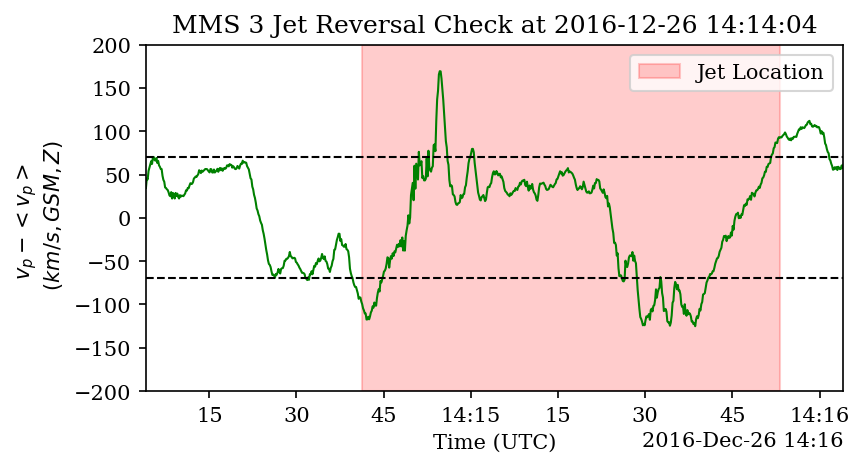 MMS 3 Jet Reversal Check at 2016-12-26 14:14:04
Jet Location
200
150
100
50
0
−50
−100
−150
−200
v_p − <v_p>
(km/s, GSM, Z)
15 30 45 14:15 15 30 45 14:16
Time (UTC)
2016-Dec-26 14:16